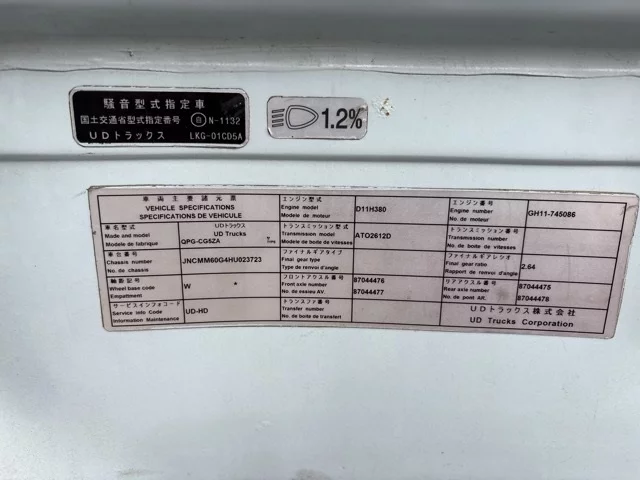 騒音型式指定車
国土交通省型式指定番号 自 N-1132
UDトラックス LKG-01CD5A
1.2%
車両主要諸元票
VEHICLE SPECIFICATIONS
SPECIFICATIONS DE VEHICULE
車名型式
Made and model
Modele de fabrique
UDトラックス
UD Trucks
QPG-CG5ZA
車台番号
Chassis number
No. de chassis
JNCMM60G4HU023723
軸距記号
Wheel base code
Empattement
W *
サービスインフォコード
Service info Code
Information Maintenance
UD-HD
エンジン型式
Engine model
Modele de moteur
D11H380
トランスミッション型式
Transmission model
Modele de boite de vitesses
ATO2612D
ファイナルギアタイプ
Final gear type
Type de renvoi d'angle
フロントアウスル番号
Front axle number
No. de essieu AV.
87044476
87044477
トランスファ番号
Transfer number
No. de boite de transfert
エンジン番号
Engine number
No. de moteur
GH11-745086
トランスミッション番号
Transmission number
No. de boite de vitesses
ファイナルギアレシオ
Final gear ratio
Rapport de renvoi d'angle
2.64
リアアウスル番号
Rear axle number
No. de pont AR.
87044475
87044478
UDトラックス株式会社
UD Trucks Corporation